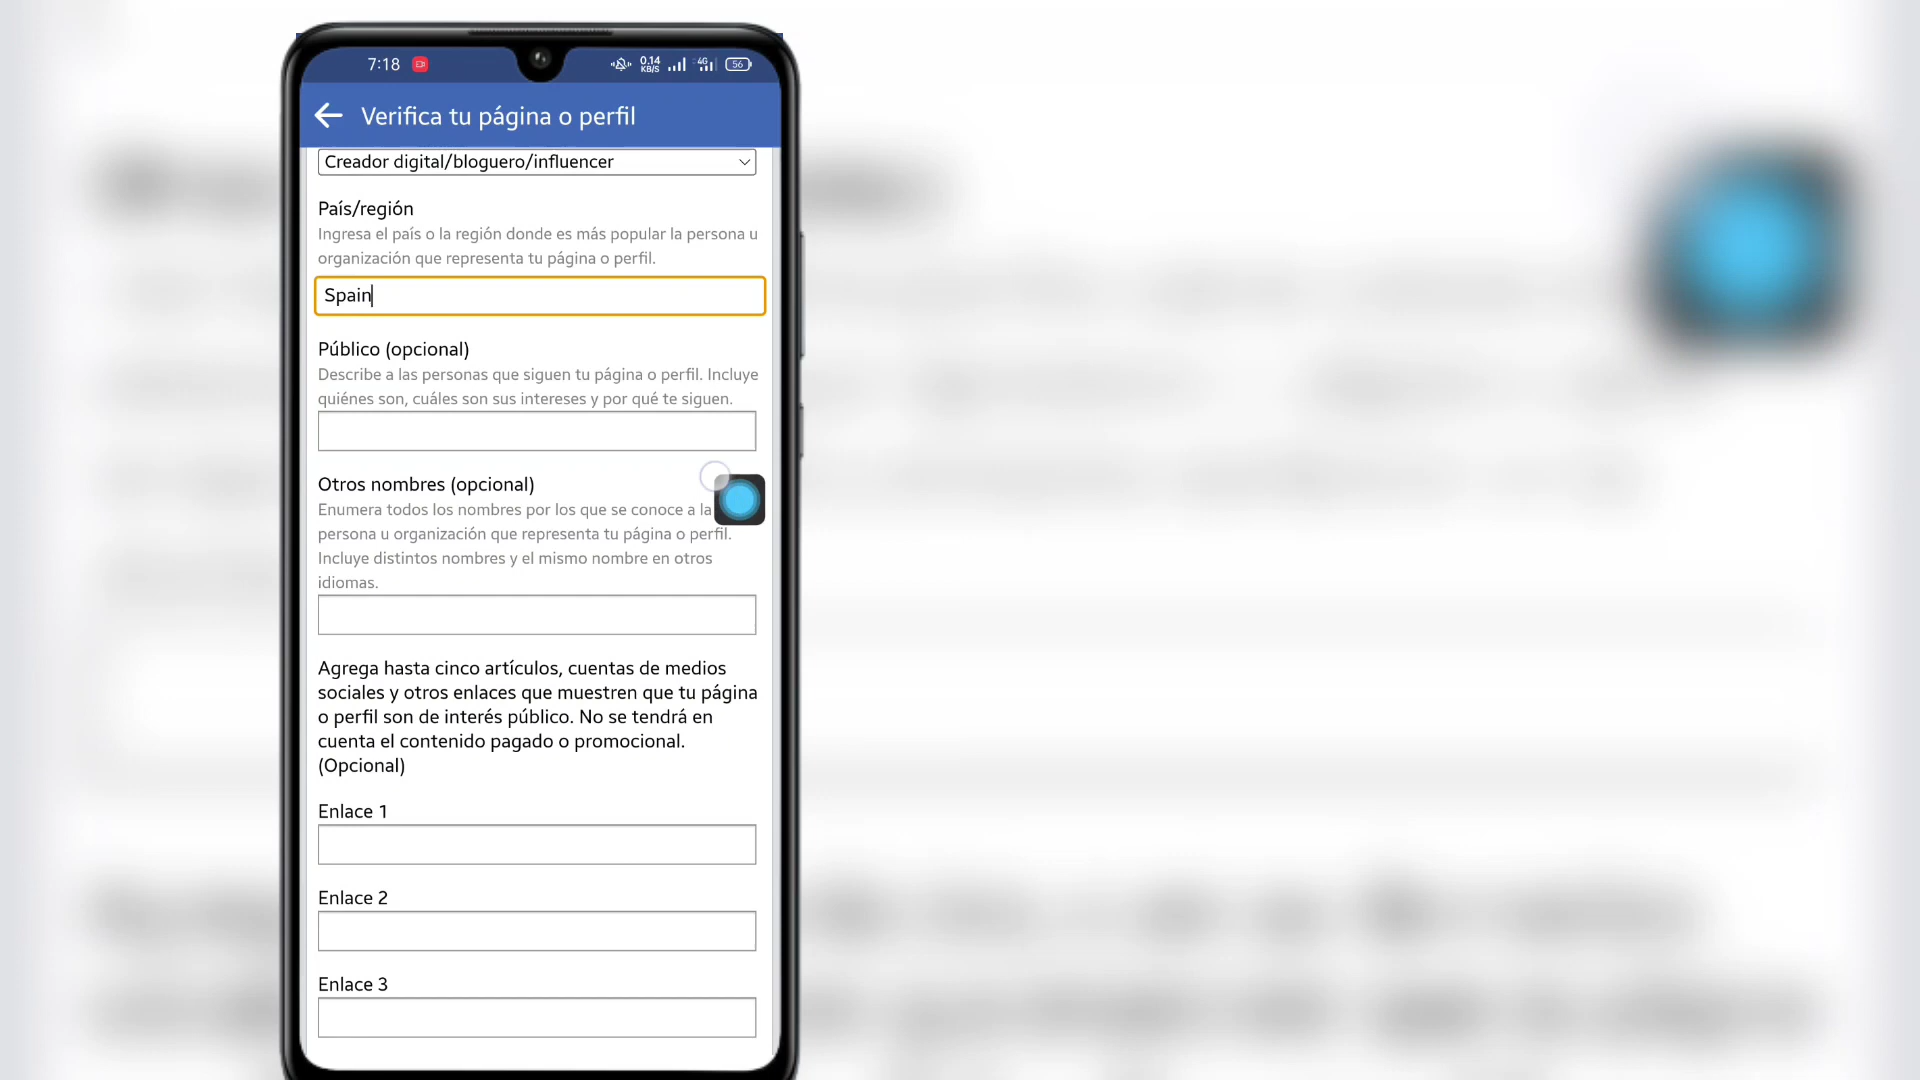 7:18
0.14
KB/S
4G
56
Verifica tu página o perfil
Creador digital/bloguero/influencer
País/región
Ingresa el país o la región donde es más popular la persona u
organización que representa tu página o perfil.
Spain
Público (opcional)
Describe a las personas que siguen tu página o perfil. Incluye
quiénes son, cuáles son sus intereses y por qué te siguen.
Otros nombres (opcional)
Enumera todos los nombres por los que se conoce a la
persona u organización que representa tu página o perfil.
Incluye distintos nombres y el mismo nombre en otros
idiomas.
Agrega hasta cinco artículos, cuentas de medios
sociales y otros enlaces que muestren que tu página
o perfil son de interés público. No se tendrá en
cuenta el contenido pagado o promocional.
(Opcional)
Enlace 1
Enlace 2
Enlace 3